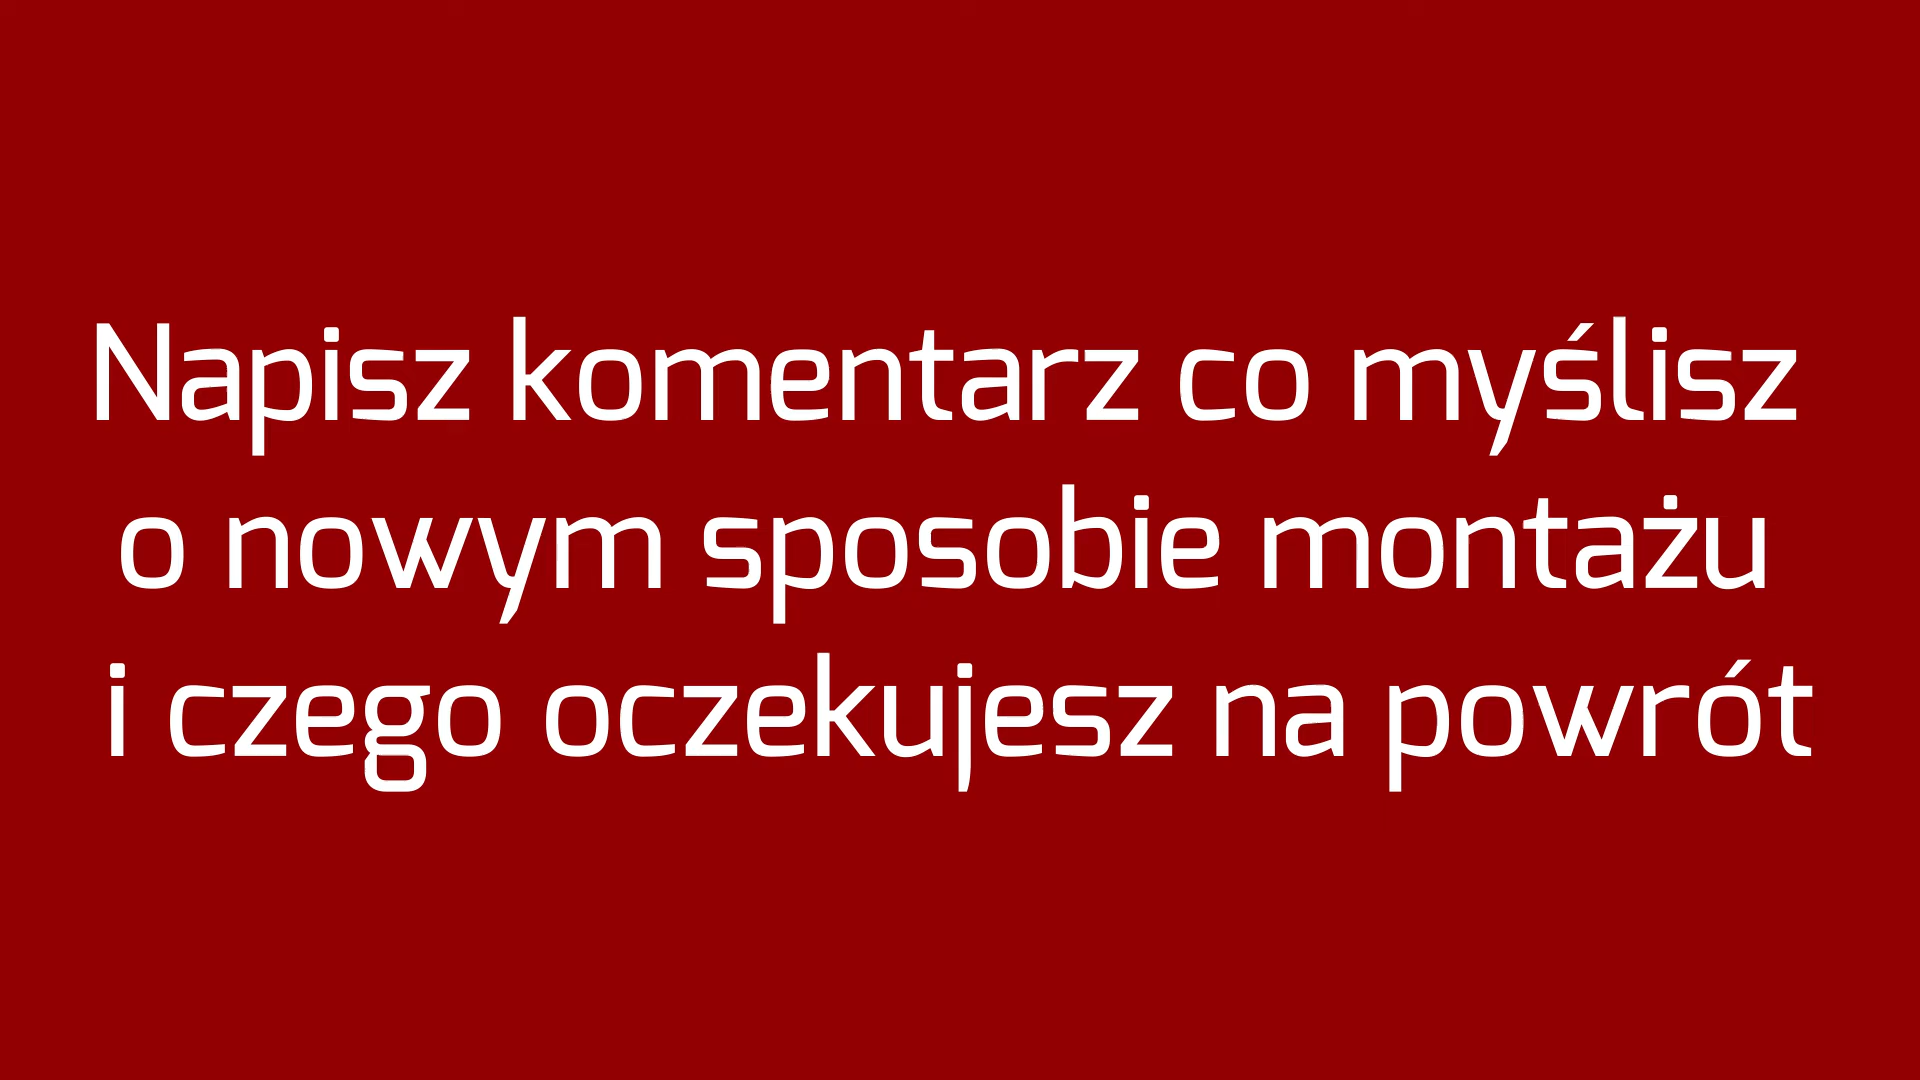 Napisz komentarz co myślisz
o nowym sposobie montażu
i czego oczekujesz na powrót